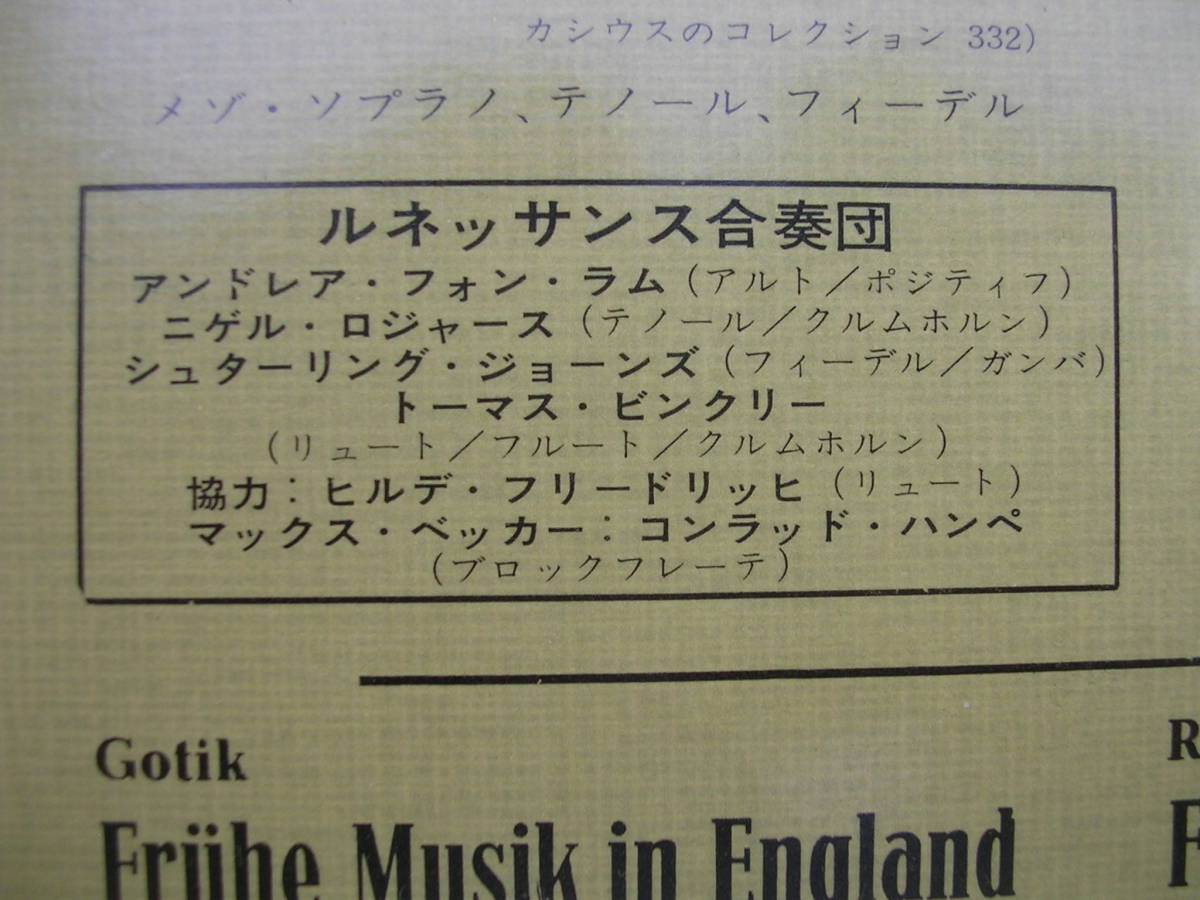 カシウスのコレクション 332)
メゾ・ソプラノ、テノール、フィーデル
ルネッサンス合奏団
アンドレア・フォン・ラム(アルト/ポジティフ)
ニゲル・ロジャース(テノール/クルムホルン)
シュターリング・ジョーンズ(フィーデル/ガンバ)
トーマス・ビンクリー
(リュート/フルート/クルムホルン)
協力:ヒルデ・フリードリッヒ(リュート)
マックス・ベッカー:コンラッド・ハンペ
(ブロックフレーテ)
Gotik
Frühe Musik in England
R
F